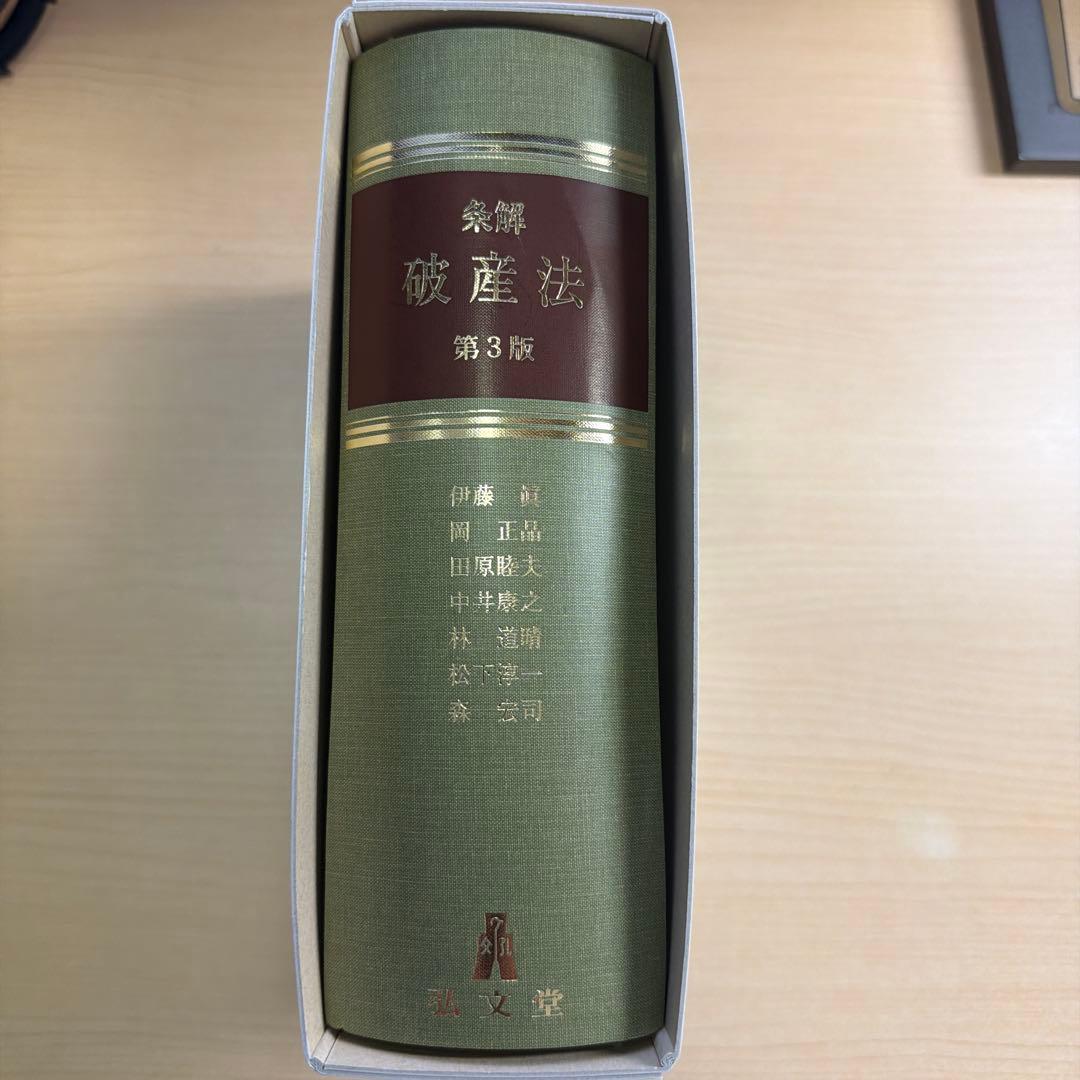 条解
破産法
第3版
伊藤 眞
岡 正晶
田原睦夫
中井康之
林 道晴
松下淳一
森 宏司
弘文堂